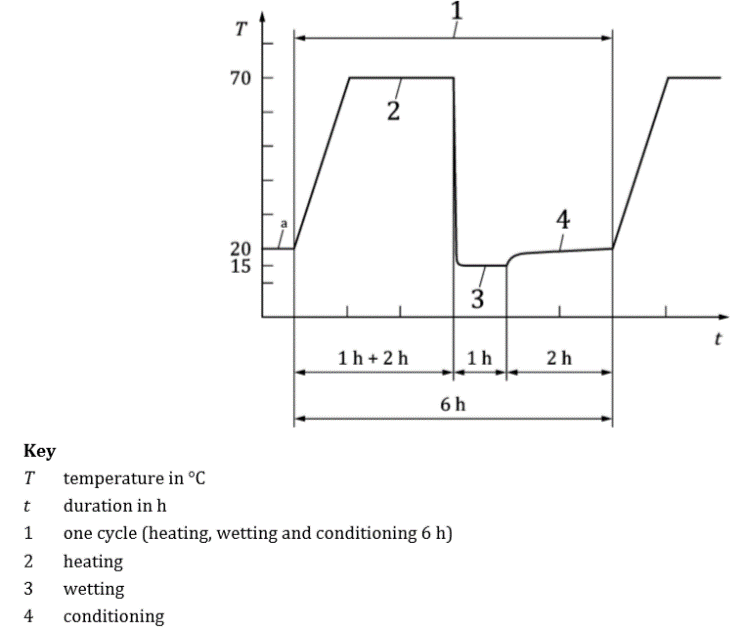 1
T
70
2
a
4
20
15
3
t
1 h + 2 h
1 h
2 h
6 h
Key
T temperature in °C
t duration in h
1 one cycle (heating, wetting and conditioning 6 h)
2 heating
3 wetting
4 conditioning